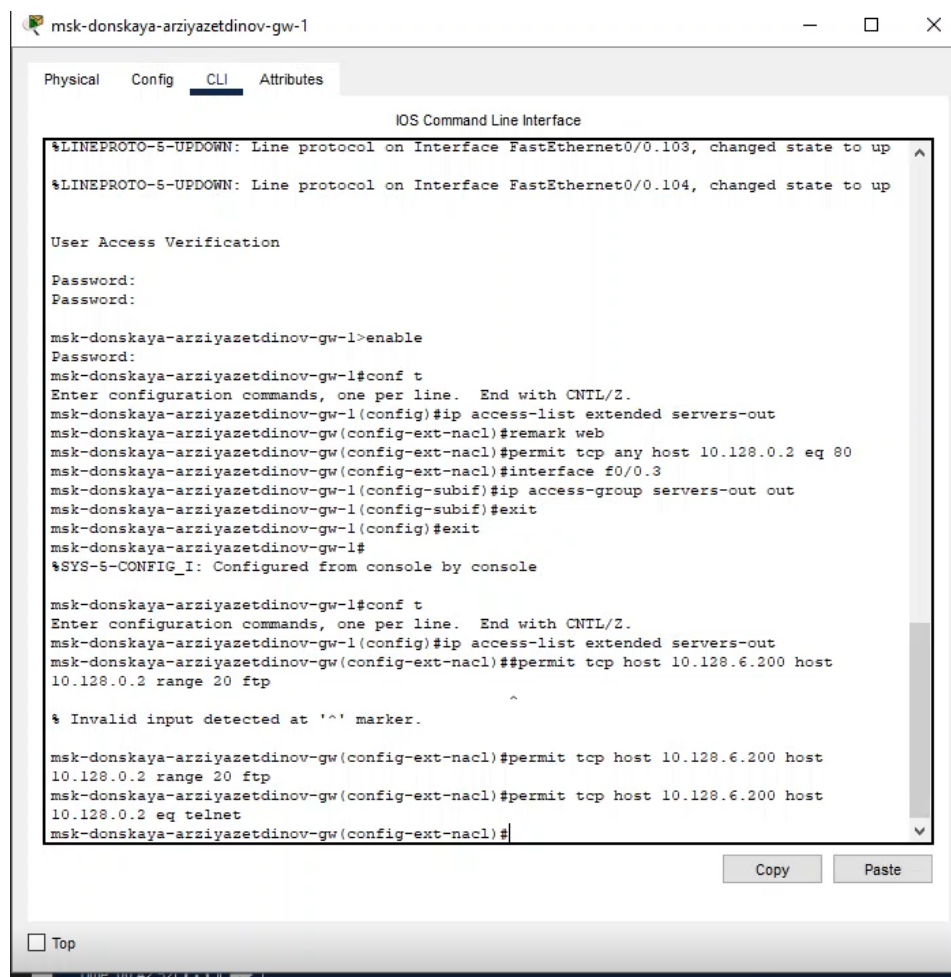 msk-donskaya-arziyazetdinov-gw-1
Physical Config CLI Attributes
IOS Command Line Interface
%LINEPROTO-5-UPDOWN: Line protocol on Interface FastEthernet0/0.103, changed state to up
%LINEPROTO-5-UPDOWN: Line protocol on Interface FastEthernet0/0.104, changed state to up
User Access Verification
Password:
Password:
msk-donskaya-arziyazetdinov-gw-1>enable
Password:
msk-donskaya-arziyazetdinov-gw-1#conf t
Enter configuration commands, one per line.  End with CNTL/Z.
msk-donskaya-arziyazetdinov-gw-1(config)#ip access-list extended servers-out
msk-donskaya-arziyazetdinov-gw(config-ext-nacl)#remark web
msk-donskaya-arziyazetdinov-gw(config-ext-nacl)#permit tcp any host 10.128.0.2 eq 80
msk-donskaya-arziyazetdinov-gw(config-ext-nacl)#interface f0/0.3
msk-donskaya-arziyazetdinov-gw-1(config-subif)#ip access-group servers-out out
msk-donskaya-arziyazetdinov-gw-1(config-subif)#exit
msk-donskaya-arziyazetdinov-gw-1(config)#exit
msk-donskaya-arziyazetdinov-gw-1#
%SYS-5-CONFIG_I: Configured from console by console
msk-donskaya-arziyazetdinov-gw-1#conf t
Enter configuration commands, one per line.  End with CNTL/Z.
msk-donskaya-arziyazetdinov-gw-1(config)#ip access-list extended servers-out
msk-donskaya-arziyazetdinov-gw(config-ext-nacl)##permit tcp host 10.128.6.200 host
10.128.0.2 range 20 ftp
^
% Invalid input detected at '^' marker.
msk-donskaya-arziyazetdinov-gw(config-ext-nacl)#permit tcp host 10.128.6.200 host
10.128.0.2 range 20 ftp
msk-donskaya-arziyazetdinov-gw(config-ext-nacl)#permit tcp host 10.128.6.200 host
10.128.0.2 eq telnet
msk-donskaya-arziyazetdinov-gw(config-ext-nacl)#
Copy Paste
Top